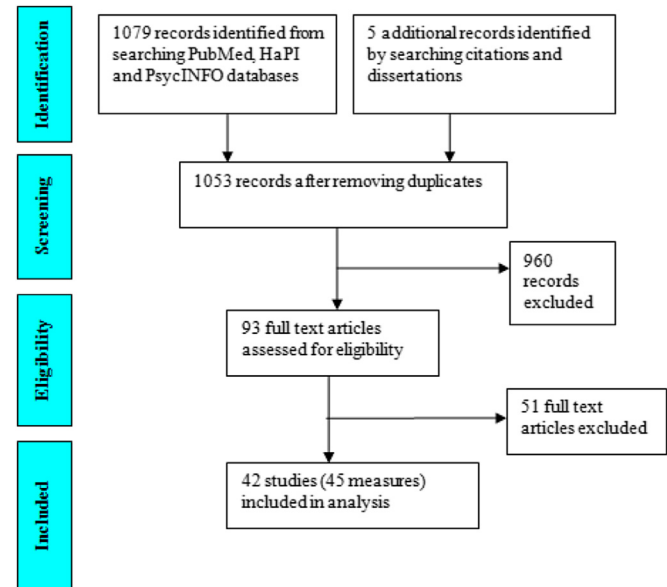 Identification
1079 records identified from
searching PubMed, HaPI
and PsycINFO databases
5 additional records identified
by searching citations and
dissertations
Screening
1053 records after removing duplicates
960
records
excluded
Eligibility
93 full text articles
assessed for eligibility
51 full text
articles excluded
Included
42 studies (45 measures)
included in analysis